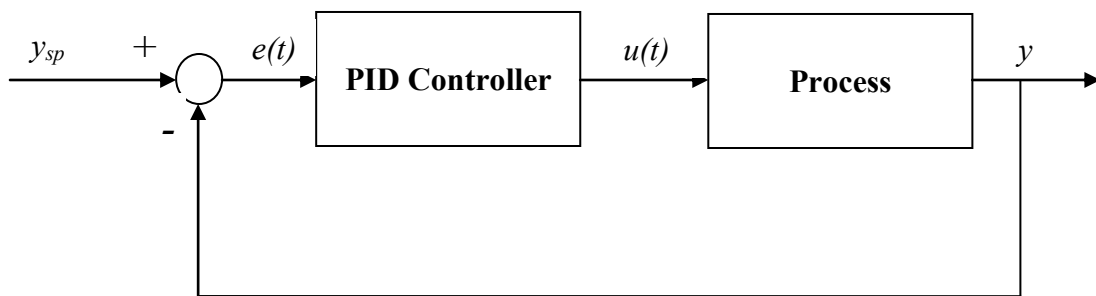 y_sp
+
e(t)
PID Controller
u(t)
Process
y
-